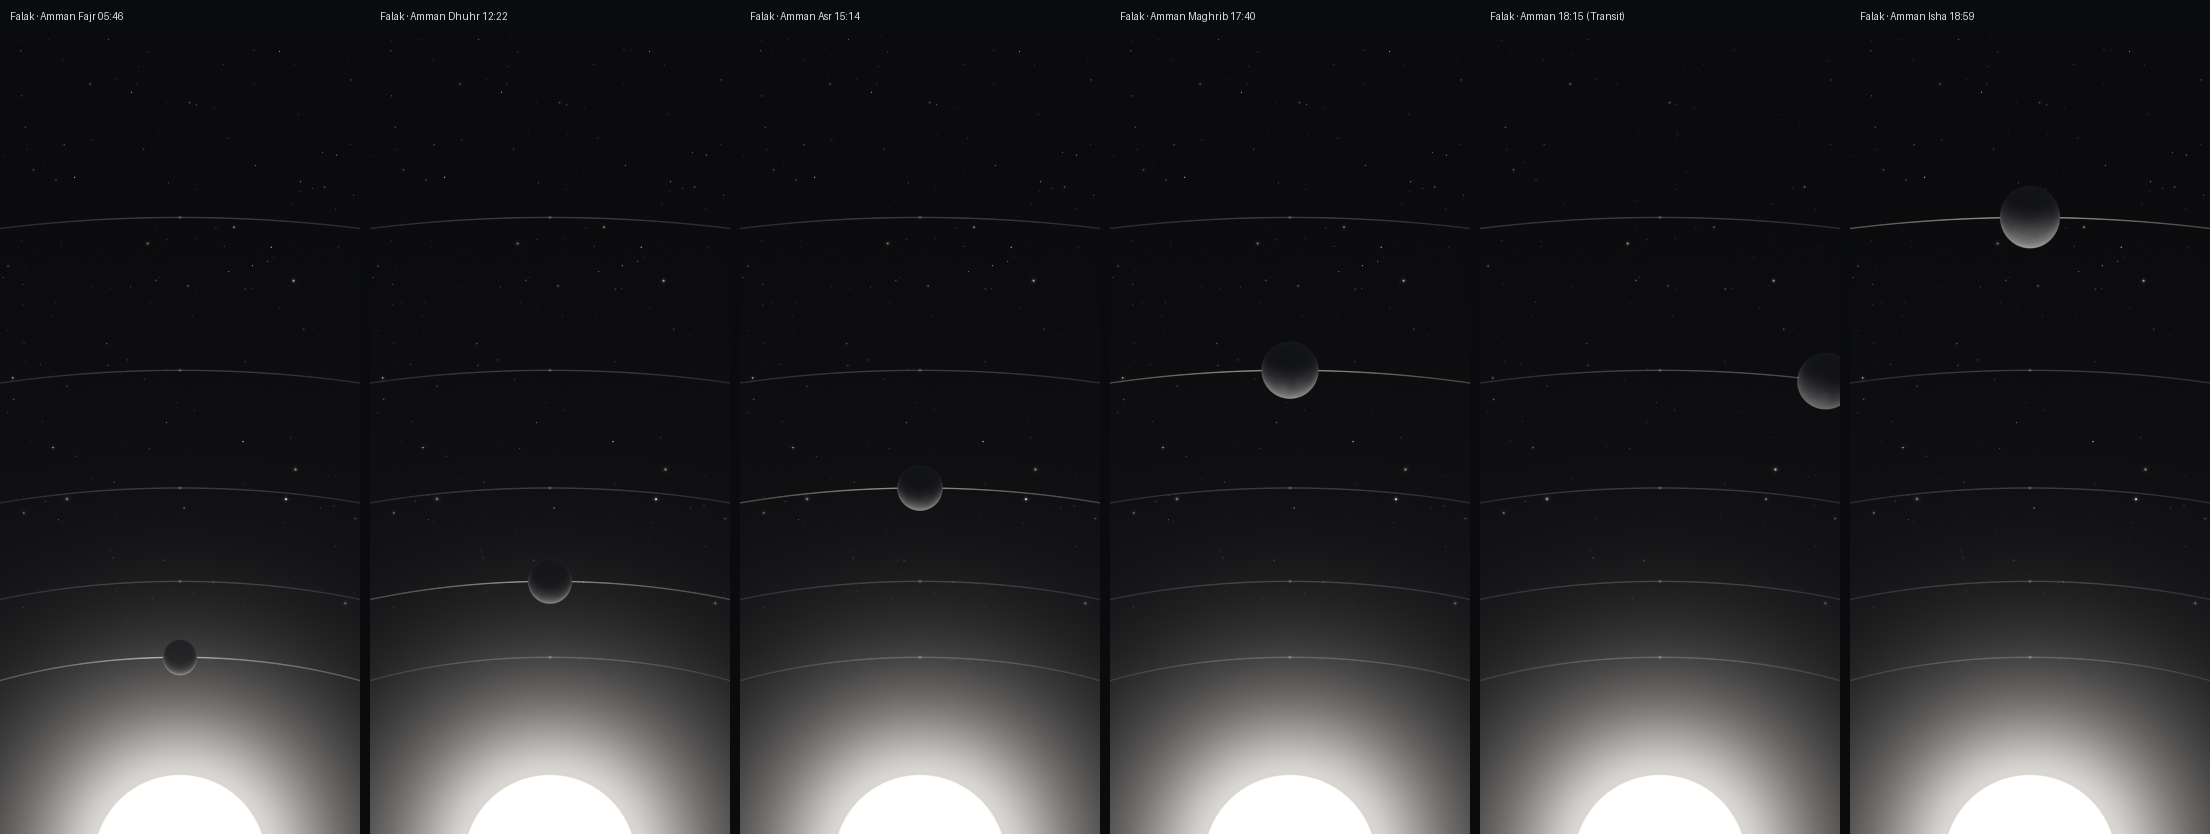 Falak · Amman Fajr 05:46
Falak · Amman Dhuhr 12:22
Falak · Amman Asr 15:14
Falak · Amman Maghrib 17:40
Falak · Amman 18:15 (Transit)
Falak · Amman Isha 18:59